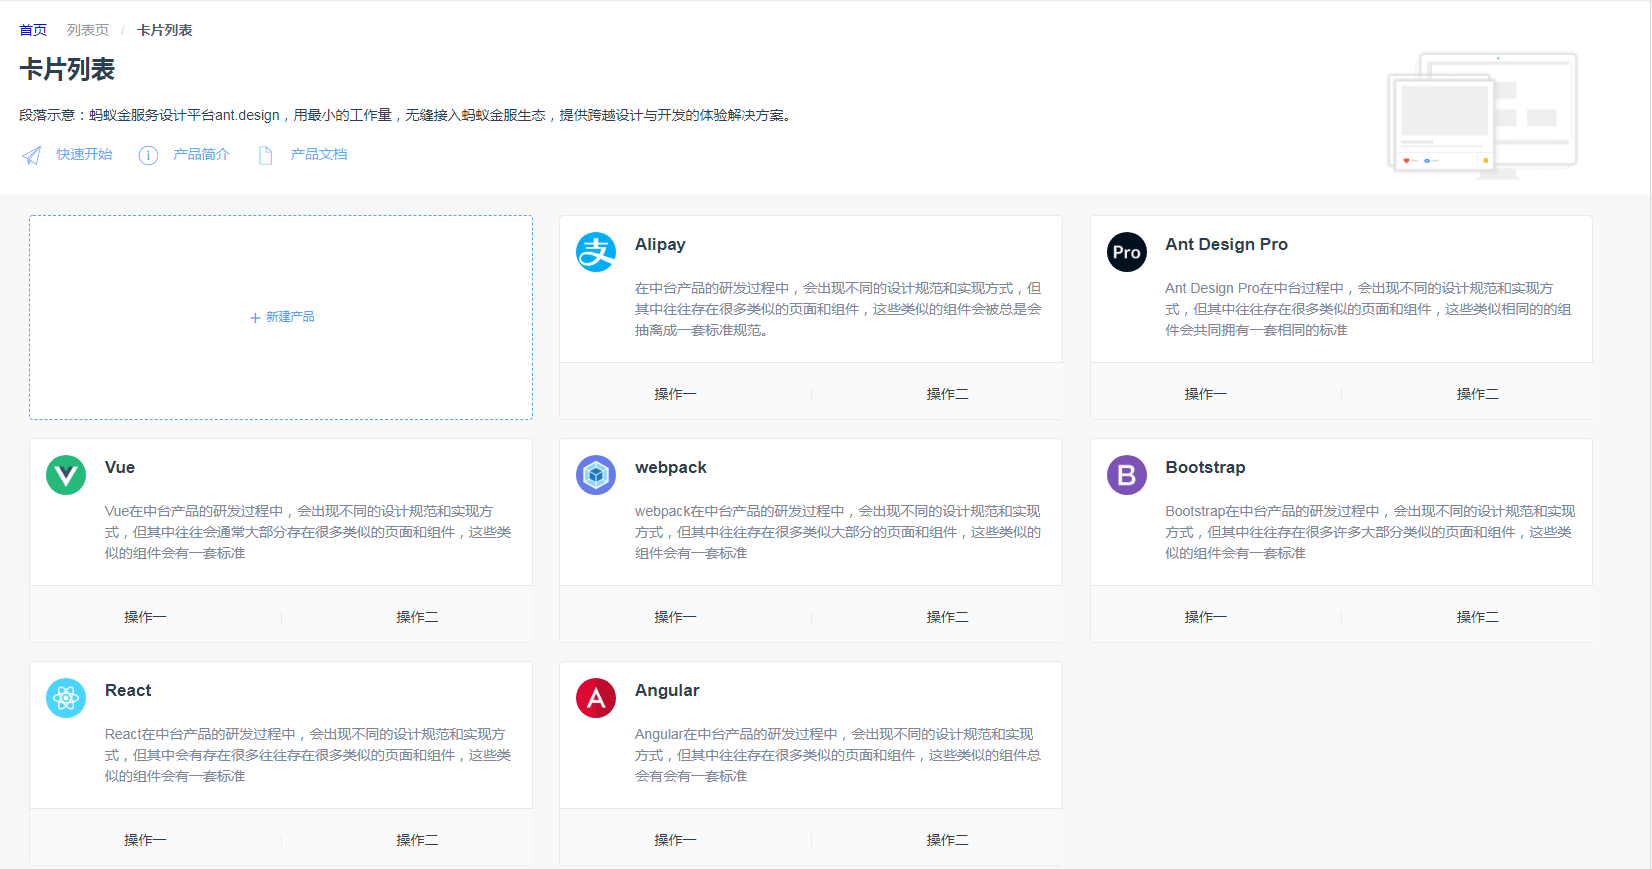 首页 列表页 / 卡片列表
卡片列表
段落示意：蚂蚁金服务设计平台ant.design，用最小的工作量，无缝接入蚂蚁金服生态，提供跨越设计与开发的体验解决方案。
快速开始 产品简介 产品文档
+ 新建产品
Alipay
在中台产品的研发过程中，会出现不同的设计规范和实现方式，但
其中往往存在很多类似的页面和组件，这些类似的组件会被总是会
抽离成一套标准规范。
操作一 操作二
Pro
Ant Design Pro
Ant Design Pro在中台过程中，会出现不同的设计规范和实现方
式，但其中往往存在很多类似的页面和组件，这些类似相同的的组
件会共同拥有一套相同的标准
操作一 操作二
Vue
Vue在中台产品的研发过程中，会出现不同的设计规范和实现方
式，但其中往往会通常大部分存在很多类似的页面和组件，这些类
似的组件会有一套标准
操作一 操作二
webpack
webpack在中台产品的研发过程中，会出现不同的设计规范和实现
方式，但其中往往存在很多类似大部分的页面和组件，这些类似的
组件会有一套标准
操作一 操作二
B
Bootstrap
Bootstrap在中台产品的研发过程中，会出现不同的设计规范和实现
方式，但其中往往存在很多许多大部分类似的页面和组件，这些类
似的组件会有一套标准
操作一 操作二
React
React在中台产品的研发过程中，会出现不同的设计规范和实现方
式，但其中会有存在很多往往存在很多类似的页面和组件，这些类
似的组件会有一套标准
操作一 操作二
A
Angular
Angular在中台产品的研发过程中，会出现不同的设计规范和实现
方式，但其中往往存在很多类似的页面和组件，这些类似的组件总
会有会有一套标准
操作一 操作二